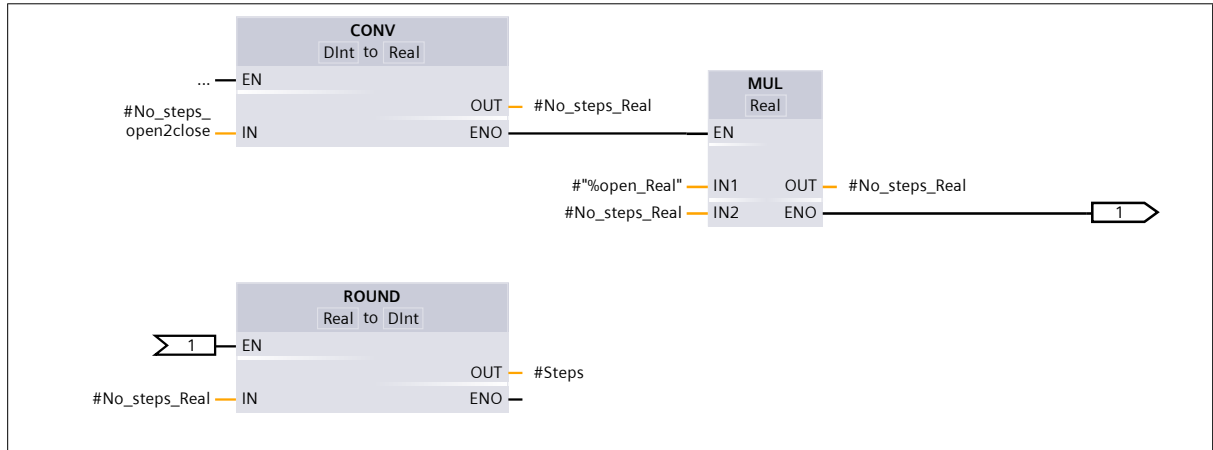 CONV
DInt to Real
... EN
#No_steps_
open2close IN
OUT #No_steps_Real
ENO
MUL
Real
EN
#"%open_Real" IN1 OUT #No_steps_Real
#No_steps_Real IN2 ENO 1
ROUND
Real to DInt
1 EN
OUT #Steps
#No_steps_Real IN ENO